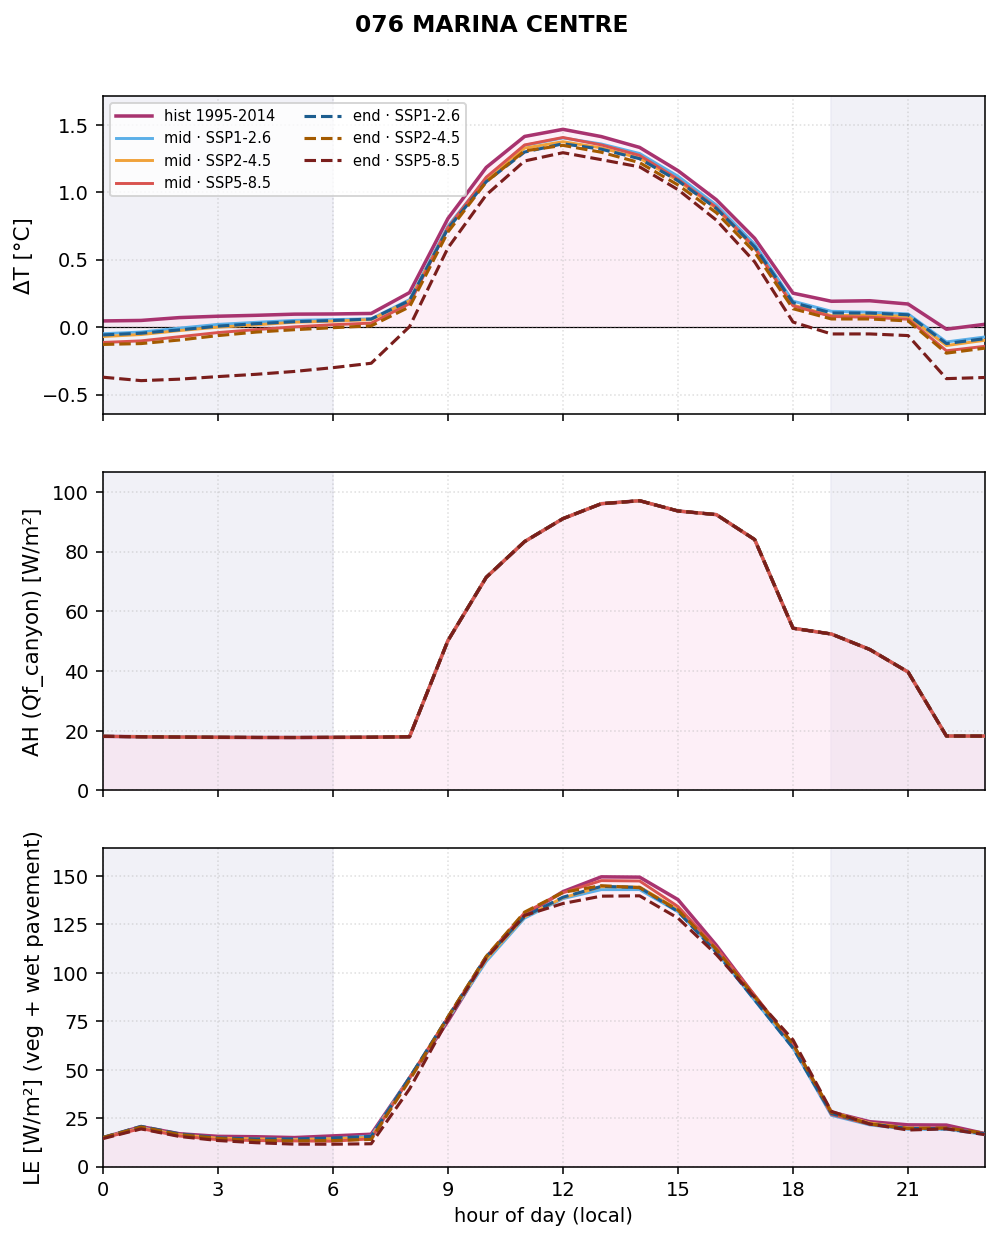 076 MARINA CENTRE
hist 1995-2014
mid · SSP1-2.6
mid · SSP2-4.5
mid · SSP5-8.5
end · SSP1-2.6
end · SSP2-4.5
end · SSP5-8.5
ΔT [°C]
1.5
1.0
0.5
0.0
−0.5
AH (Qf_canyon) [W/m²]
100
80
60
40
20
0
LE [W/m²] (veg + wet pavement)
150
125
100
75
50
25
0
0 3 6 9 12 15 18 21
hour of day (local)